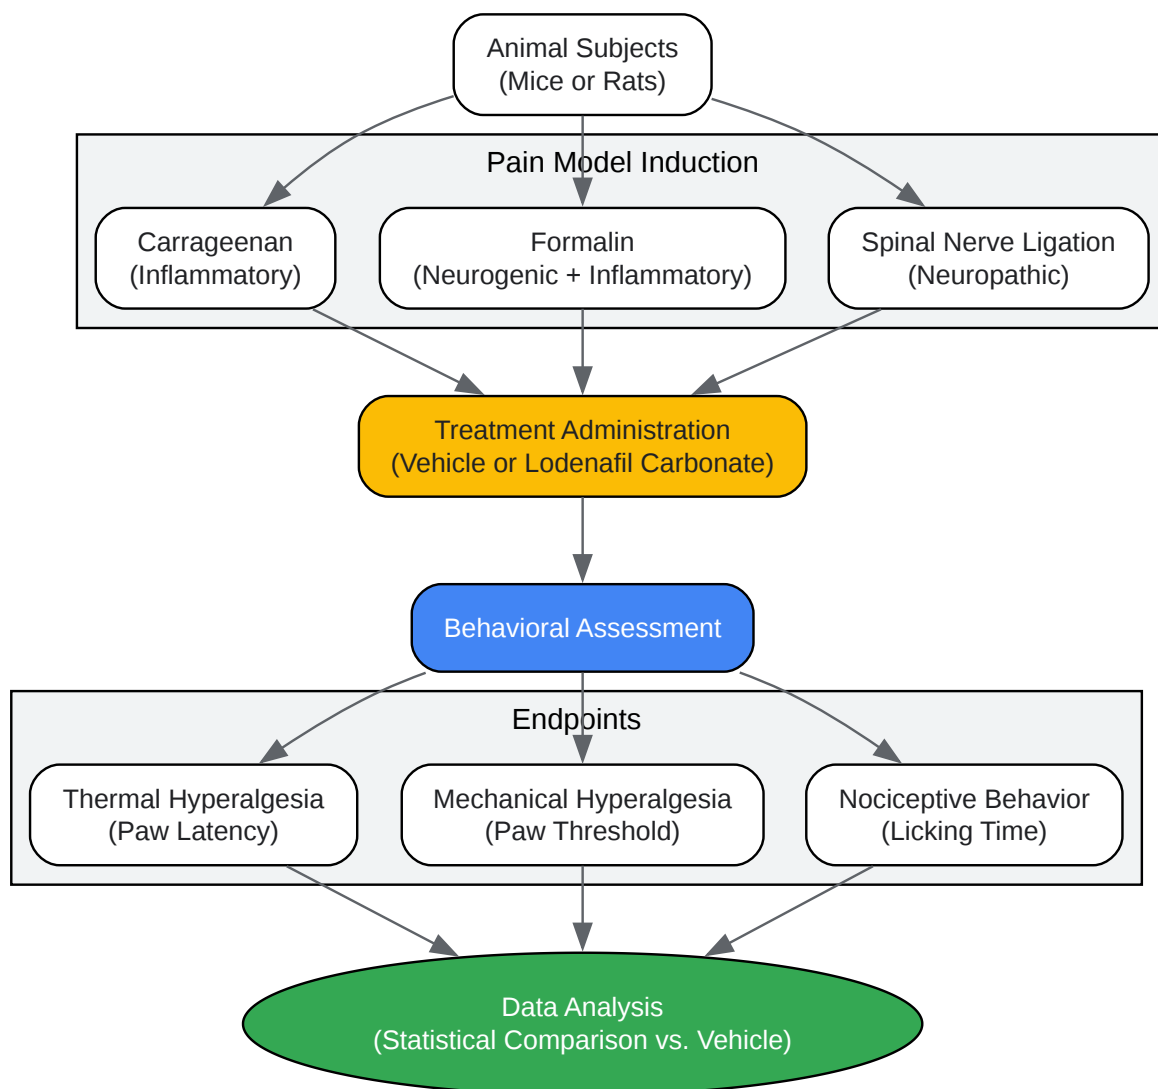 Animal Subjects
(Mice or Rats)
Pain Model Induction
Carrageenan
(Inflammatory)
Formalin
(Neurogenic + Inflammatory)
Spinal Nerve Ligation
(Neuropathic)
Treatment Administration
(Vehicle or Lodenafil Carbonate)
Behavioral Assessment
Endpoints
Thermal Hyperalgesia
(Paw Latency)
Mechanical Hyperalgesia
(Paw Threshold)
Nociceptive Behavior
(Licking Time)
Data Analysis
(Statistical Comparison vs. Vehicle)